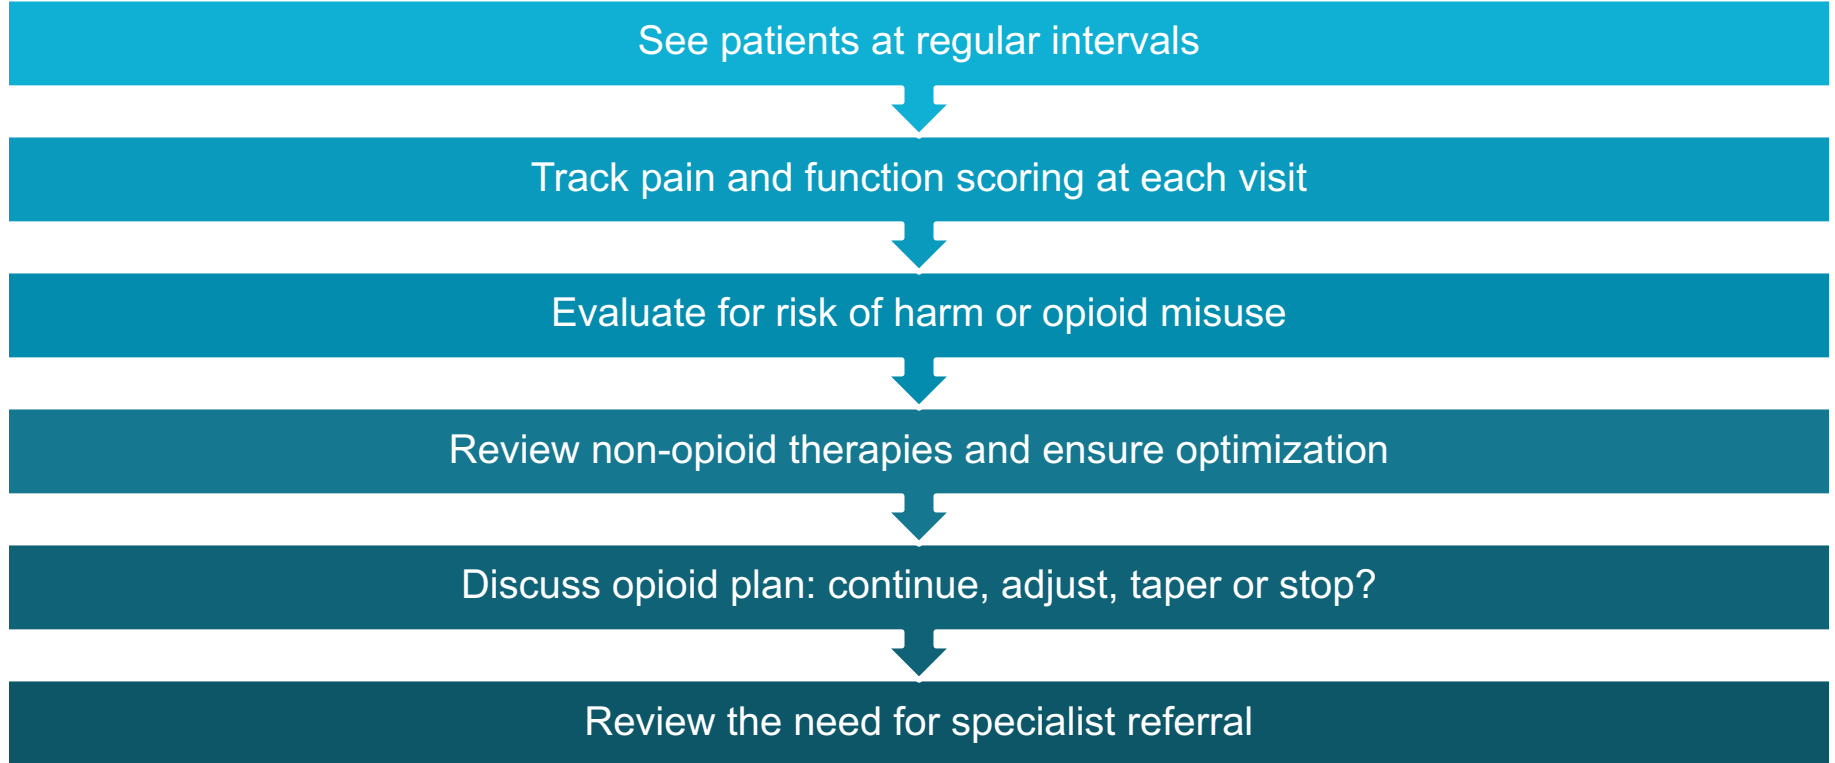 See patients at regular intervals
Track pain and function scoring at each visit
Evaluate for risk of harm or opioid misuse
Review non-opioid therapies and ensure optimization
Discuss opioid plan: continue, adjust, taper or stop?
Review the need for specialist referral